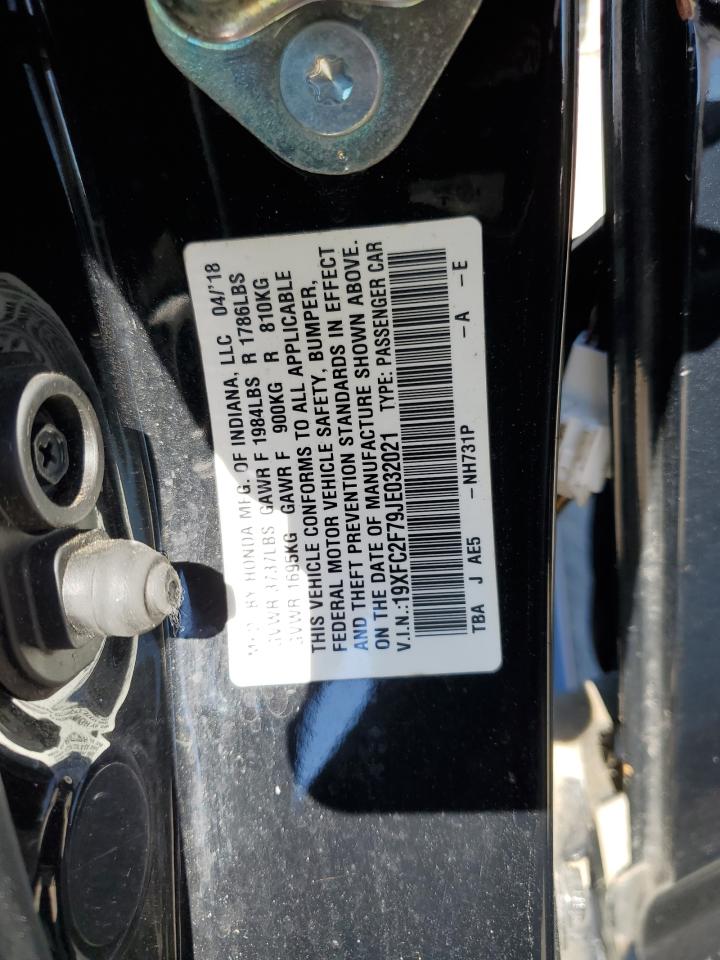 MFD. BY HONDA MFG. OF INDIANA, LLC 04/'18
GVWR 3737LBS GAWR F 1984LBS R 1786LBS
GVWR 1695KG GAWR F 900KG R 810KG
THIS VEHICLE CONFORMS TO ALL APPLICABLE
FEDERAL MOTOR VEHICLE SAFETY, BUMPER,
AND THEFT PREVENTION STANDARDS IN EFFECT
ON THE DATE OF MANUFACTURE SHOWN ABOVE.
V.I.N.:19XFC2F79JE032021 TYPE: PASSENGER CAR
TBA J AE5 – NH731P – A – E